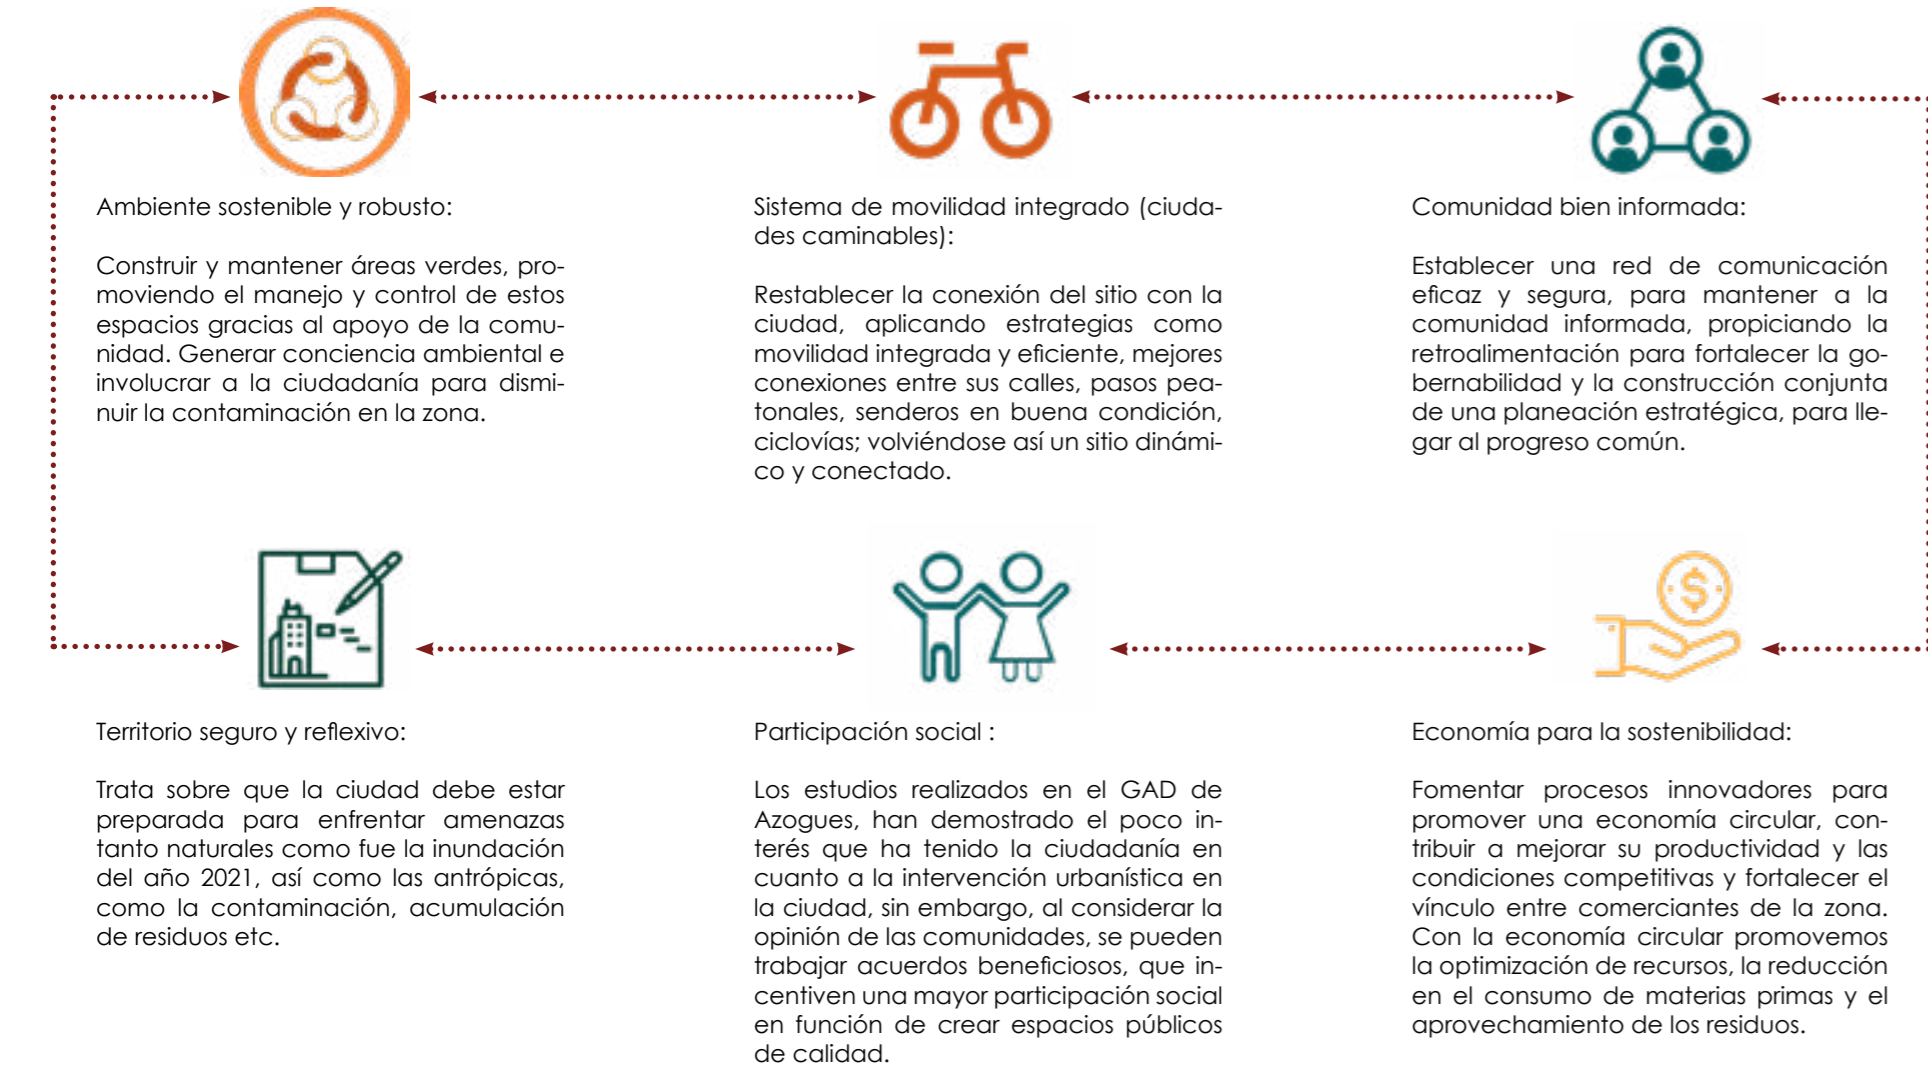 Ambiente sostenible y robusto:
Construir y mantener áreas verdes, pro-
moviendo el manejo y control de estos
espacios gracias al apoyo de la comu-
nidad. Generar conciencia ambiental e
involucrar a la ciudadanía para dismi-
nuir la contaminación en la zona.
Sistema de movilidad integrado (ciuda-
des caminables):
Restablecer la conexión del sitio con la
ciudad, aplicando estrategias como
movilidad integrada y eficiente, mejores
conexiones entre sus calles, pasos pea-
tonales, senderos en buena condición,
ciclovías; volviéndose así un sitio dinámi-
co y conectado.
Comunidad bien informada:
Establecer una red de comunicación
eficaz y segura, para mantener a la
comunidad informada, propiciando la
retroalimentación para fortalecer la go-
bernabilidad y la construcción conjunta
de una planeación estratégica, para lle-
gar al progreso común.
Territorio seguro y reflexivo:
Trata sobre que la ciudad debe estar
preparada para enfrentar amenazas
tanto naturales como fue la inundación
del año 2021, así como las antrópicas,
como la contaminación, acumulación
de residuos etc.
Participación social :
Los estudios realizados en el GAD de
Azogues, han demostrado el poco in-
terés que ha tenido la ciudadanía en
cuanto a la intervención urbanística en
la ciudad, sin embargo, al considerar la
opinión de las comunidades, se pueden
trabajar acuerdos beneficiosos, que in-
centiven una mayor participación social
en función de crear espacios públicos
de calidad.
$
Economía para la sostenibilidad:
Fomentar procesos innovadores para
promover una economía circular, con-
tribuir a mejorar su productividad y las
condiciones competitivas y fortalecer el
vínculo entre comerciantes de la zona.
Con la economía circular promovemos
la optimización de recursos, la reducción
en el consumo de materias primas y el
aprovechamiento de los residuos.